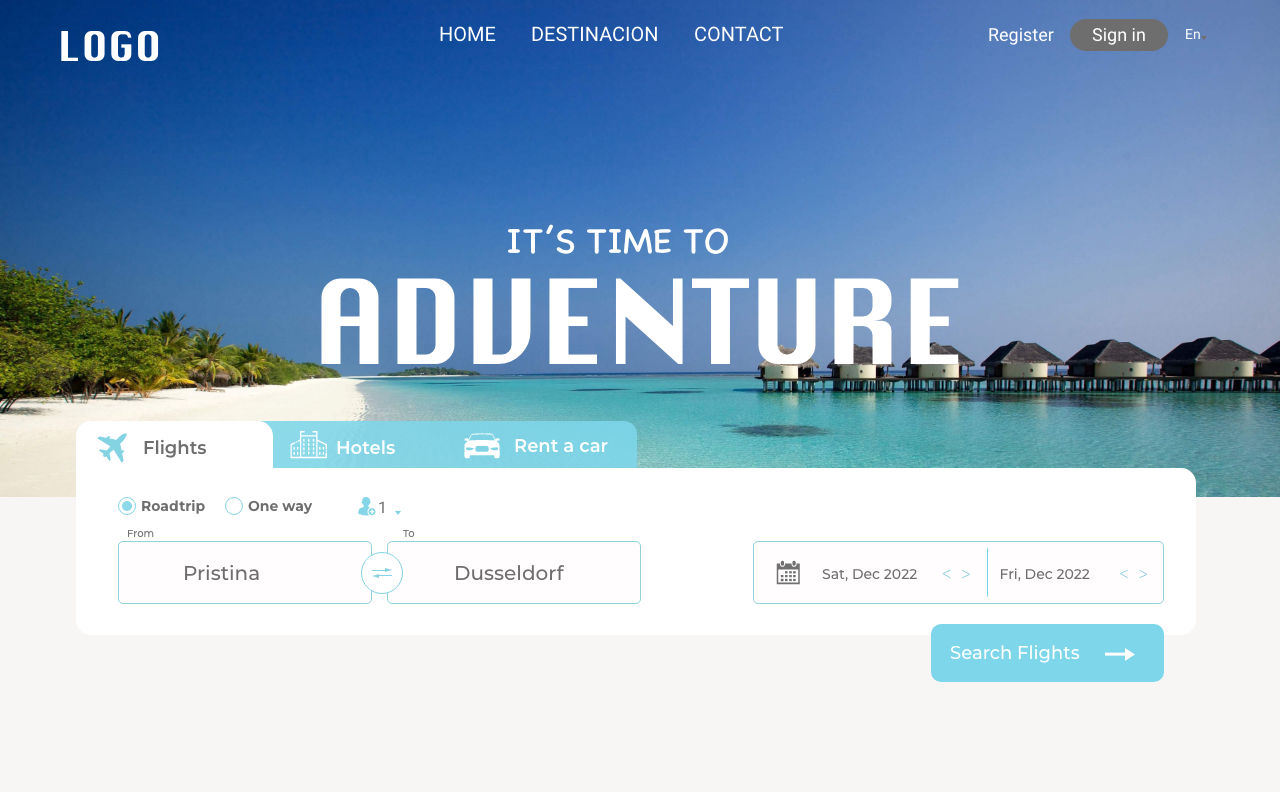 LOGO
HOME DESTINACION CONTACT
Register Sign in En
IT'S TIME TO
ADVENTURE
Flights Hotels Rent a car
Roadtrip One way 1
From To
Pristina Dusseldorf Sat, Dec 2022 < > Fri, Dec 2022 < >
Search Flights